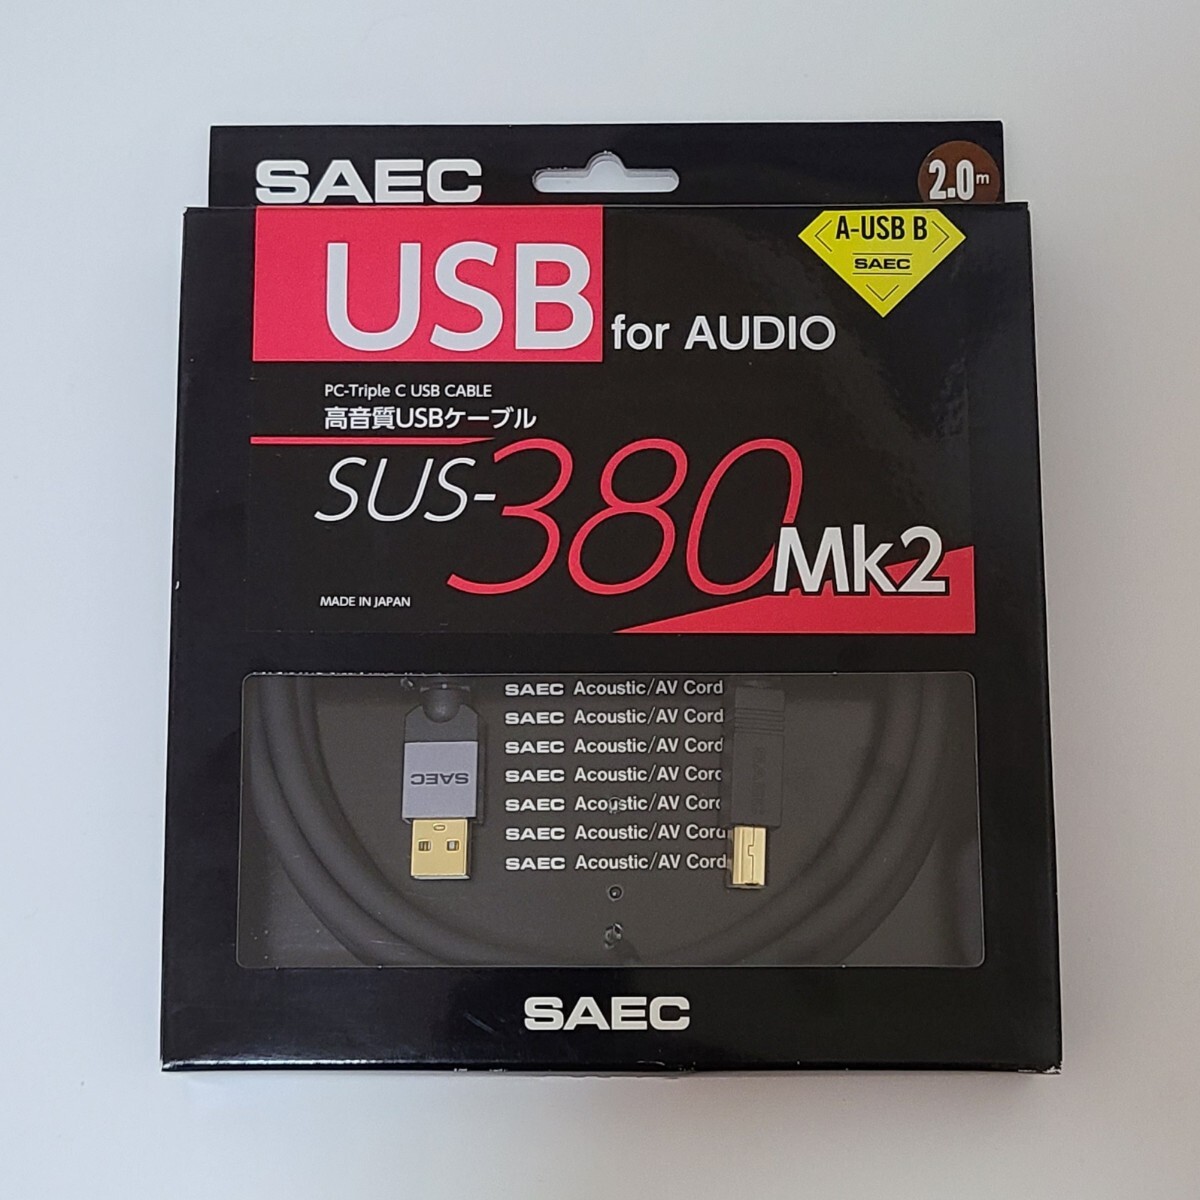 SAEC
2.0m
A-USB B
SAEC
USB for AUDIO
PC-Triple C USB CABLE
高音質USBケーブル
SUS-380Mk2
MADE IN JAPAN
SAEC Acoustic/AV Cord
SAEC Acoustic/AV Cord
SAEC Acoustic/AV Cord
SAEC Acoustic/AV Cord
SAEC Acoustic/AV Cord
SAEC Acoustic/AV Cord
SAEC Acoustic/AV Cord
SAEC
SAEC